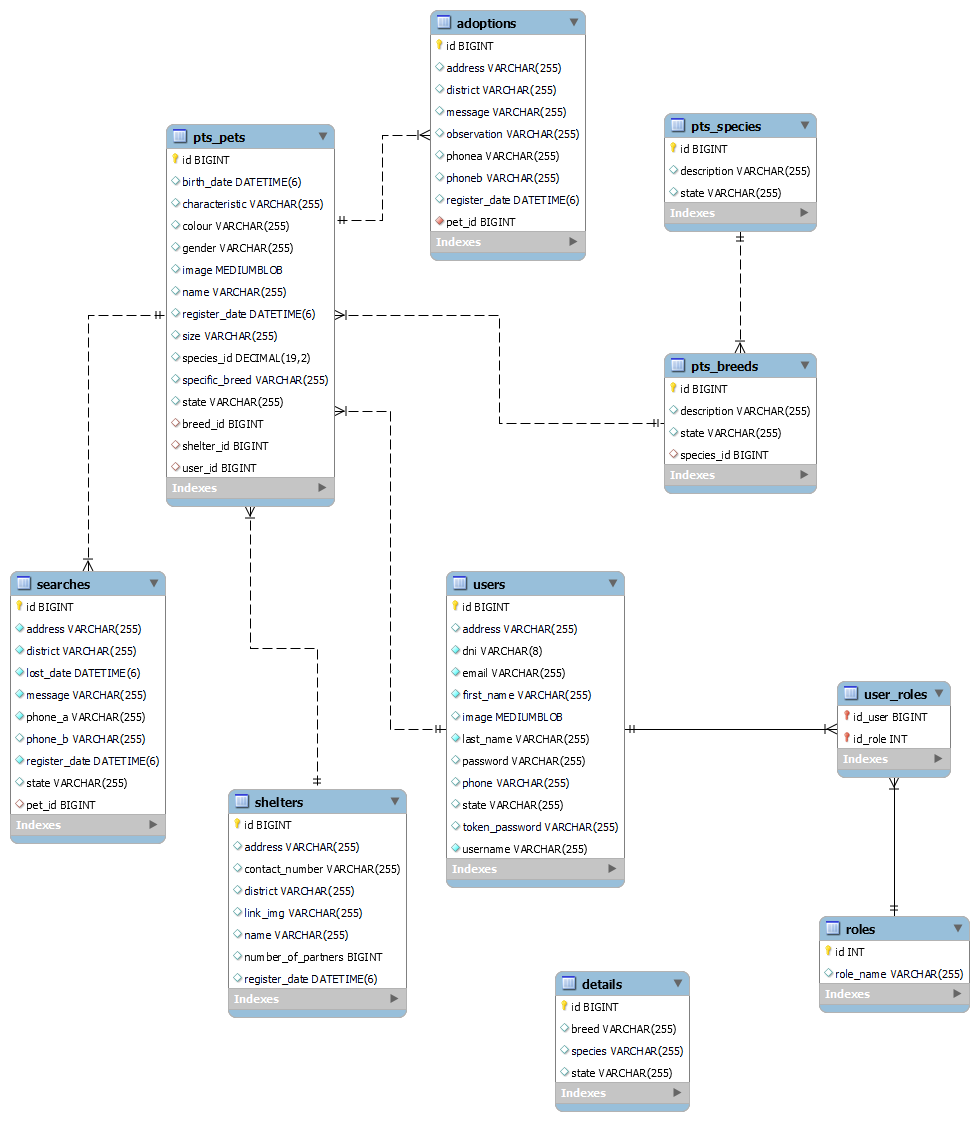 adoptions
id BIGINT
address VARCHAR(255)
district VARCHAR(255)
message VARCHAR(255)
observation VARCHAR(255)
phonea VARCHAR(255)
phoneb VARCHAR(255)
register_date DATETIME(6)
pet_id BIGINT
Indexes
pts_pets
id BIGINT
birth_date DATETIME(6)
characteristic VARCHAR(255)
colour VARCHAR(255)
gender VARCHAR(255)
image MEDIUMBLOB
name VARCHAR(255)
register_date DATETIME(6)
size VARCHAR(255)
species_id DECIMAL(19,2)
specific_breed VARCHAR(255)
state VARCHAR(255)
breed_id BIGINT
shelter_id BIGINT
user_id BIGINT
Indexes
pts_species
id BIGINT
description VARCHAR(255)
state VARCHAR(255)
Indexes
pts_breeds
id BIGINT
description VARCHAR(255)
state VARCHAR(255)
species_id BIGINT
Indexes
searches
id BIGINT
address VARCHAR(255)
district VARCHAR(255)
lost_date DATETIME(6)
message VARCHAR(255)
phone_a VARCHAR(255)
phone_b VARCHAR(255)
register_date DATETIME(6)
state VARCHAR(255)
pet_id BIGINT
Indexes
users
id BIGINT
address VARCHAR(255)
dni VARCHAR(8)
email VARCHAR(255)
first_name VARCHAR(255)
image MEDIUMBLOB
last_name VARCHAR(255)
password VARCHAR(255)
phone VARCHAR(255)
state VARCHAR(255)
token_password VARCHAR(255)
username VARCHAR(255)
Indexes
user_roles
id_user BIGINT
id_role INT
Indexes
shelters
id BIGINT
address VARCHAR(255)
contact_number VARCHAR(255)
district VARCHAR(255)
link_img VARCHAR(255)
name VARCHAR(255)
number_of_partners BIGINT
register_date DATETIME(6)
Indexes
roles
id INT
role_name VARCHAR(255)
Indexes
details
id BIGINT
breed VARCHAR(255)
species VARCHAR(255)
state VARCHAR(255)
Indexes